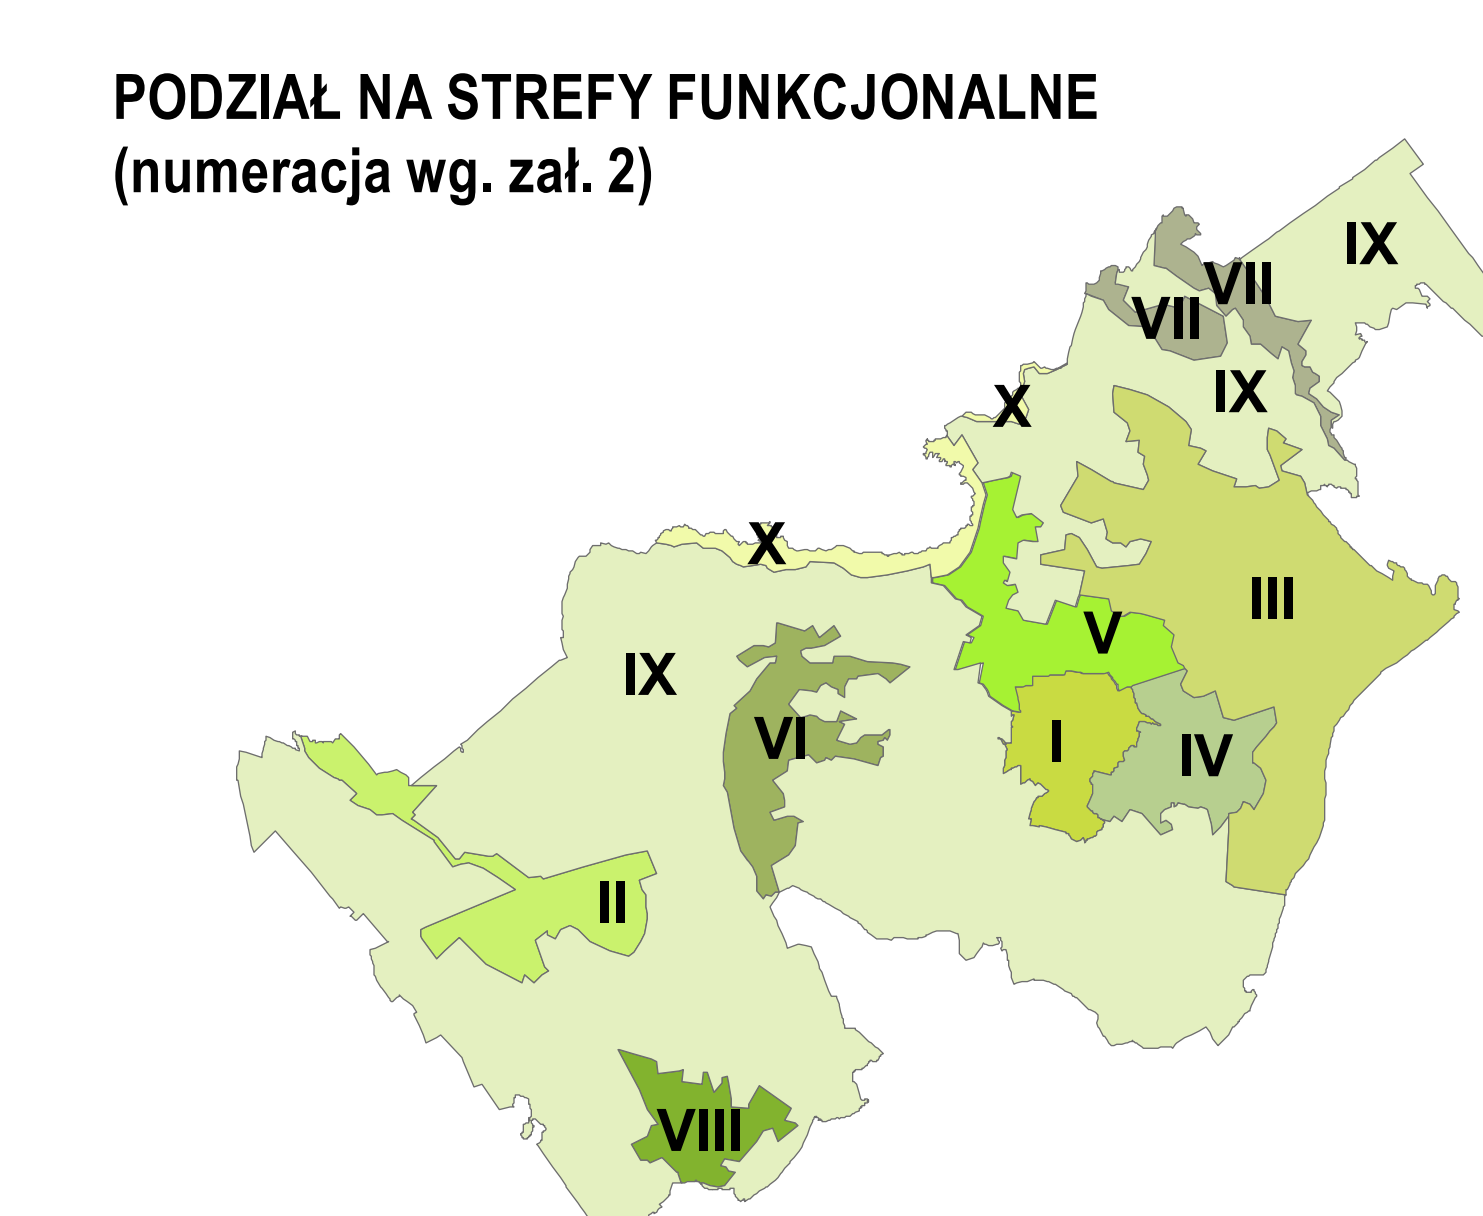 PODZIAŁ NA STREFY FUNKCJONALNE
(numeracja wg. zał. 2)
IX
VII
VII
IX
X
X
III
V
IX
VI
I
IV
II
VIII